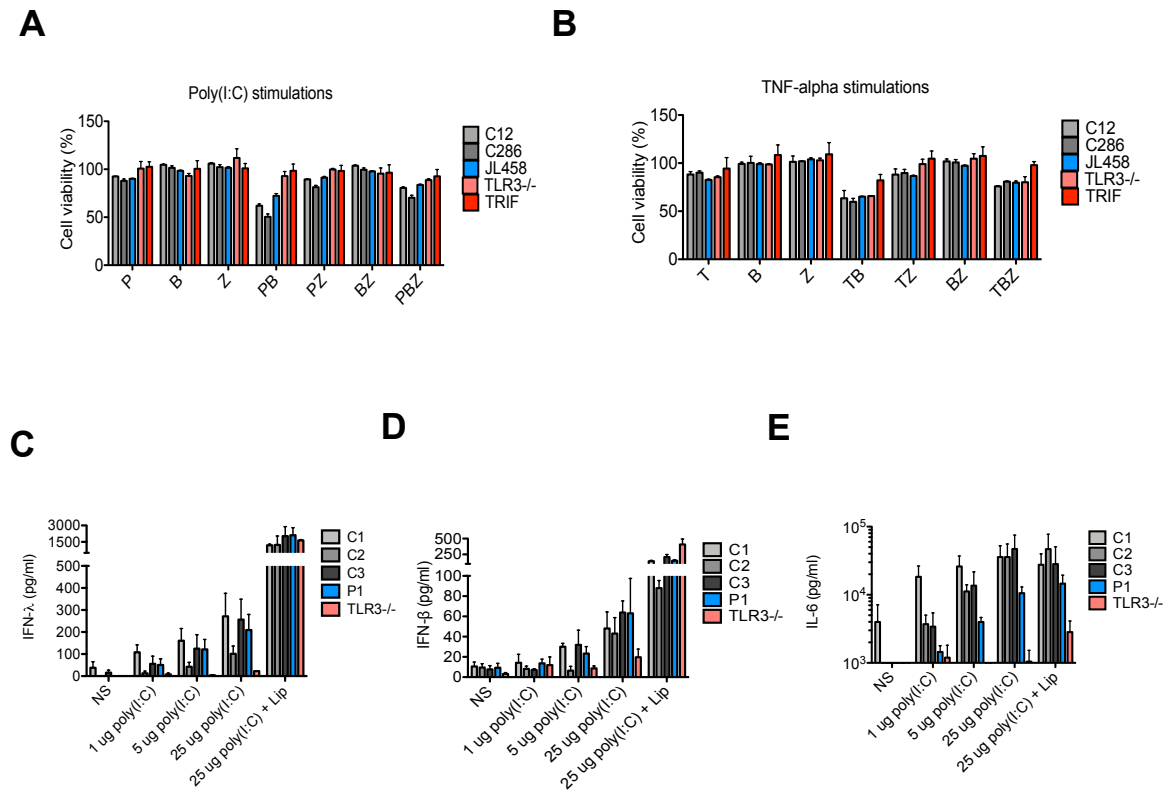 A
Poly(I:C) stimulations
150
100
50
0
Cell viability (%)
P
B
Z
PB
PZ
BZ
PBZ
C12
C286
JL458
TLR3-/-
TRIF
B
TNF-alpha stimulations
150
100
50
0
Cell viability (%)
T
B
Z
TB
TZ
BZ
TBZ
C12
C286
JL458
TLR3-/-
TRIF
C
3000
1500
500
400
300
200
100
0
IFN-λ (pg/ml)
NS
1 ug poly(I:C)
5 ug poly(I:C)
25 ug poly(I:C)
25 ug poly(I:C) + Lip
C1
C2
C3
P1
TLR3-/-
D
500
250
100
80
60
40
20
0
IFN-β (pg/ml)
NS
1 ug poly(I:C)
5 ug poly(I:C)
25 ug poly(I:C)
25 ug poly(I:C) + Lip
C1
C2
C3
P1
TLR3-/-
E
10⁵
10⁴
10³
IL-6 (pg/ml)
NS
1 ug poly(I:C)
5 ug poly(I:C)
25 ug poly(I:C)
25 ug poly(I:C) + Lip
C1
C2
C3
P1
TLR3-/-